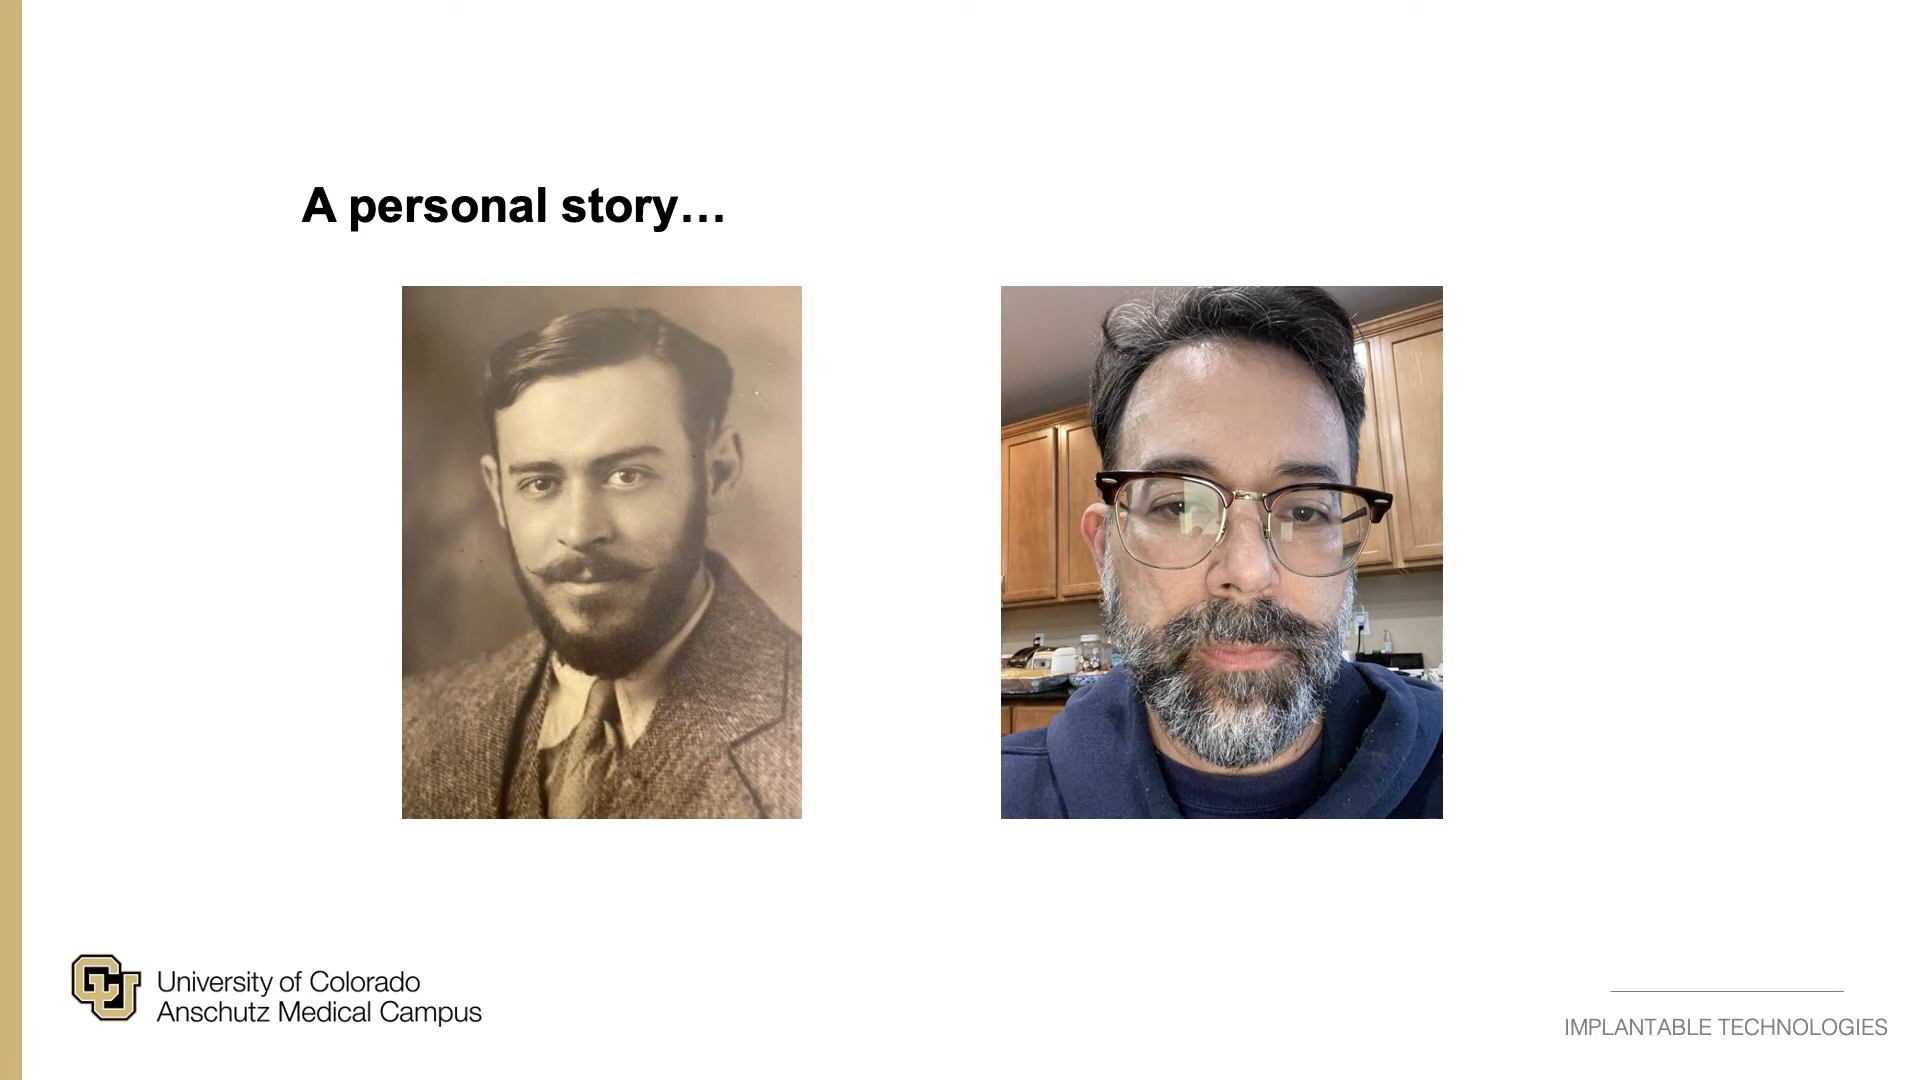 A personal story…
University of Colorado
Anschutz Medical Campus
IMPLANTABLE TECHNOLOGIES